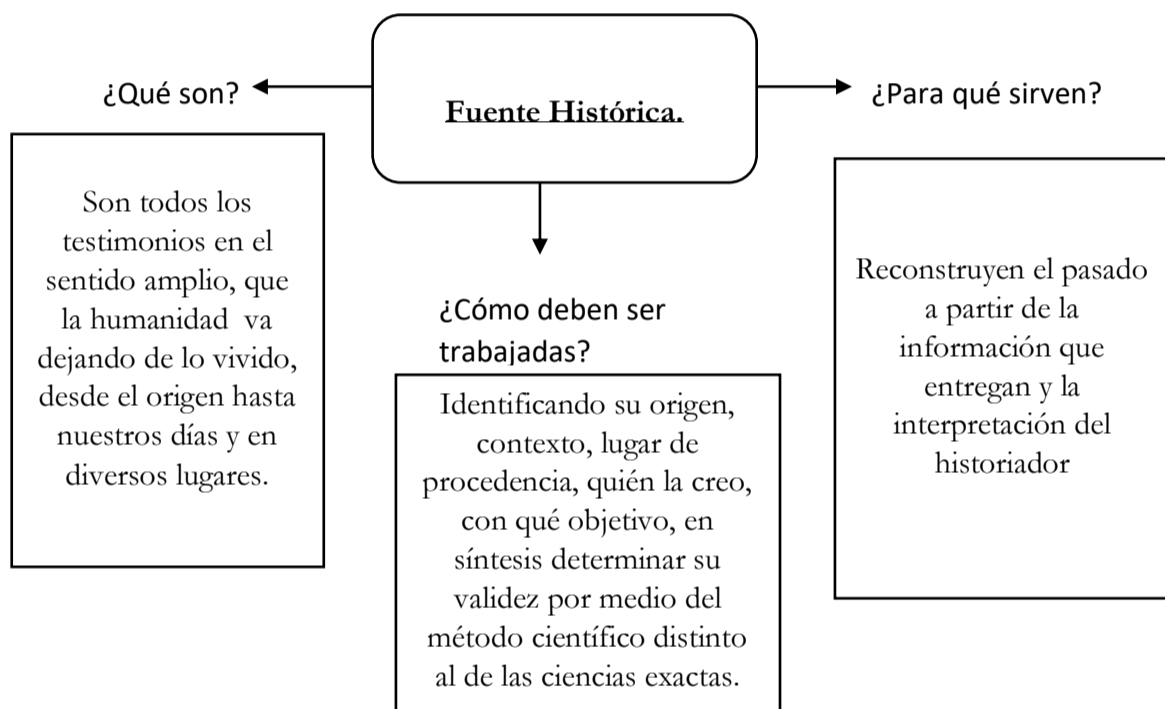 Fuente Histórica.
¿Qué son?
Son todos los
testimonios en el
sentido amplio, que
la humanidad  va
dejando de lo vivido,
desde el origen hasta
nuestros días y en
diversos lugares.
¿Cómo deben ser
trabajadas?
Identificando su origen,
contexto, lugar de
procedencia, quién la creo,
con qué objetivo, en
síntesis determinar su
validez por medio del
método científico distinto
al de las ciencias exactas.
¿Para qué sirven?
Reconstruyen el pasado
a partir de la
información que
entregan y la
interpretación del
historiador